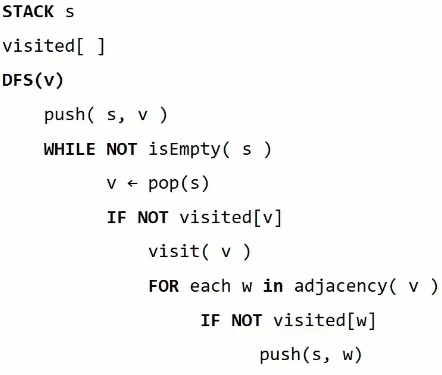 STACK s
visited[ ]
DFS(v)
push( s, v )
WHILE NOT isEmpty( s )
v ← pop(s)
IF NOT visited[v]
visit( v )
FOR each w in adjacency( v )
IF NOT visited[w]
push(s, w)